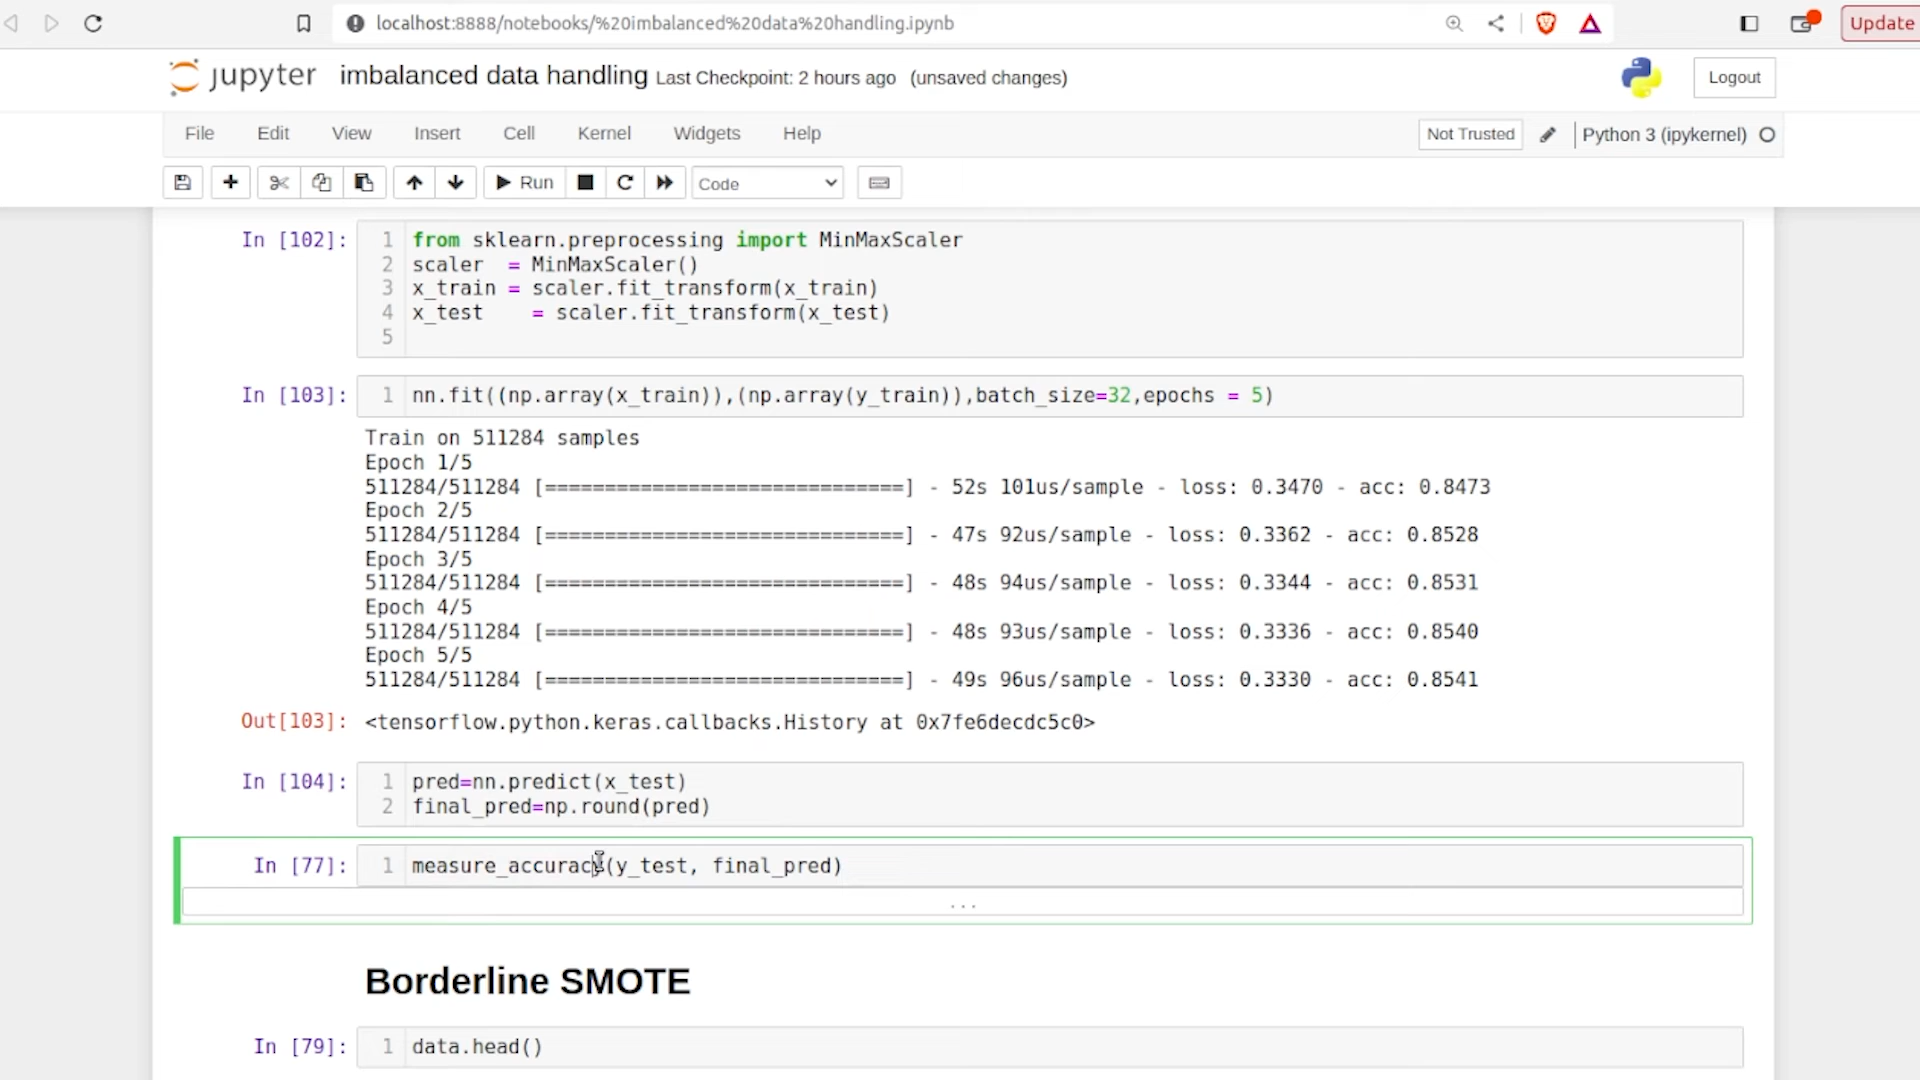 localhost:8888/notebooks/%20imbalanced%20data%20handling.ipynb
Update
jupyter imbalanced data handling Last Checkpoint: 2 hours ago (unsaved changes)
Logout
File Edit View Insert Cell Kernel Widgets Help
Not Trusted
Python 3 (ipykernel)
Run
Code
In [102]:
1 from sklearn.preprocessing import MinMaxScaler
2 scaler  = MinMaxScaler()
3 x_train = scaler.fit_transform(x_train)
4 x_test    = scaler.fit_transform(x_test)
5
In [103]:
1 nn.fit((np.array(x_train)),(np.array(y_train)),batch_size=32,epochs = 5)
Train on 511284 samples
Epoch 1/5
511284/511284 [==============================] - 52s 101us/sample - loss: 0.3470 - acc: 0.8473
Epoch 2/5
511284/511284 [==============================] - 47s 92us/sample - loss: 0.3362 - acc: 0.8528
Epoch 3/5
511284/511284 [==============================] - 48s 94us/sample - loss: 0.3344 - acc: 0.8531
Epoch 4/5
511284/511284 [==============================] - 48s 93us/sample - loss: 0.3336 - acc: 0.8540
Epoch 5/5
511284/511284 [==============================] - 49s 96us/sample - loss: 0.3330 - acc: 0.8541
Out[103]: <tensorflow.python.keras.callbacks.History at 0x7fe6decdc5c0>
In [104]:
1 pred=nn.predict(x_test)
2 final_pred=np.round(pred)
In [77]:
1 measure_accuracy(y_test, final_pred)
...
Borderline SMOTE
In [79]:
1 data.head()